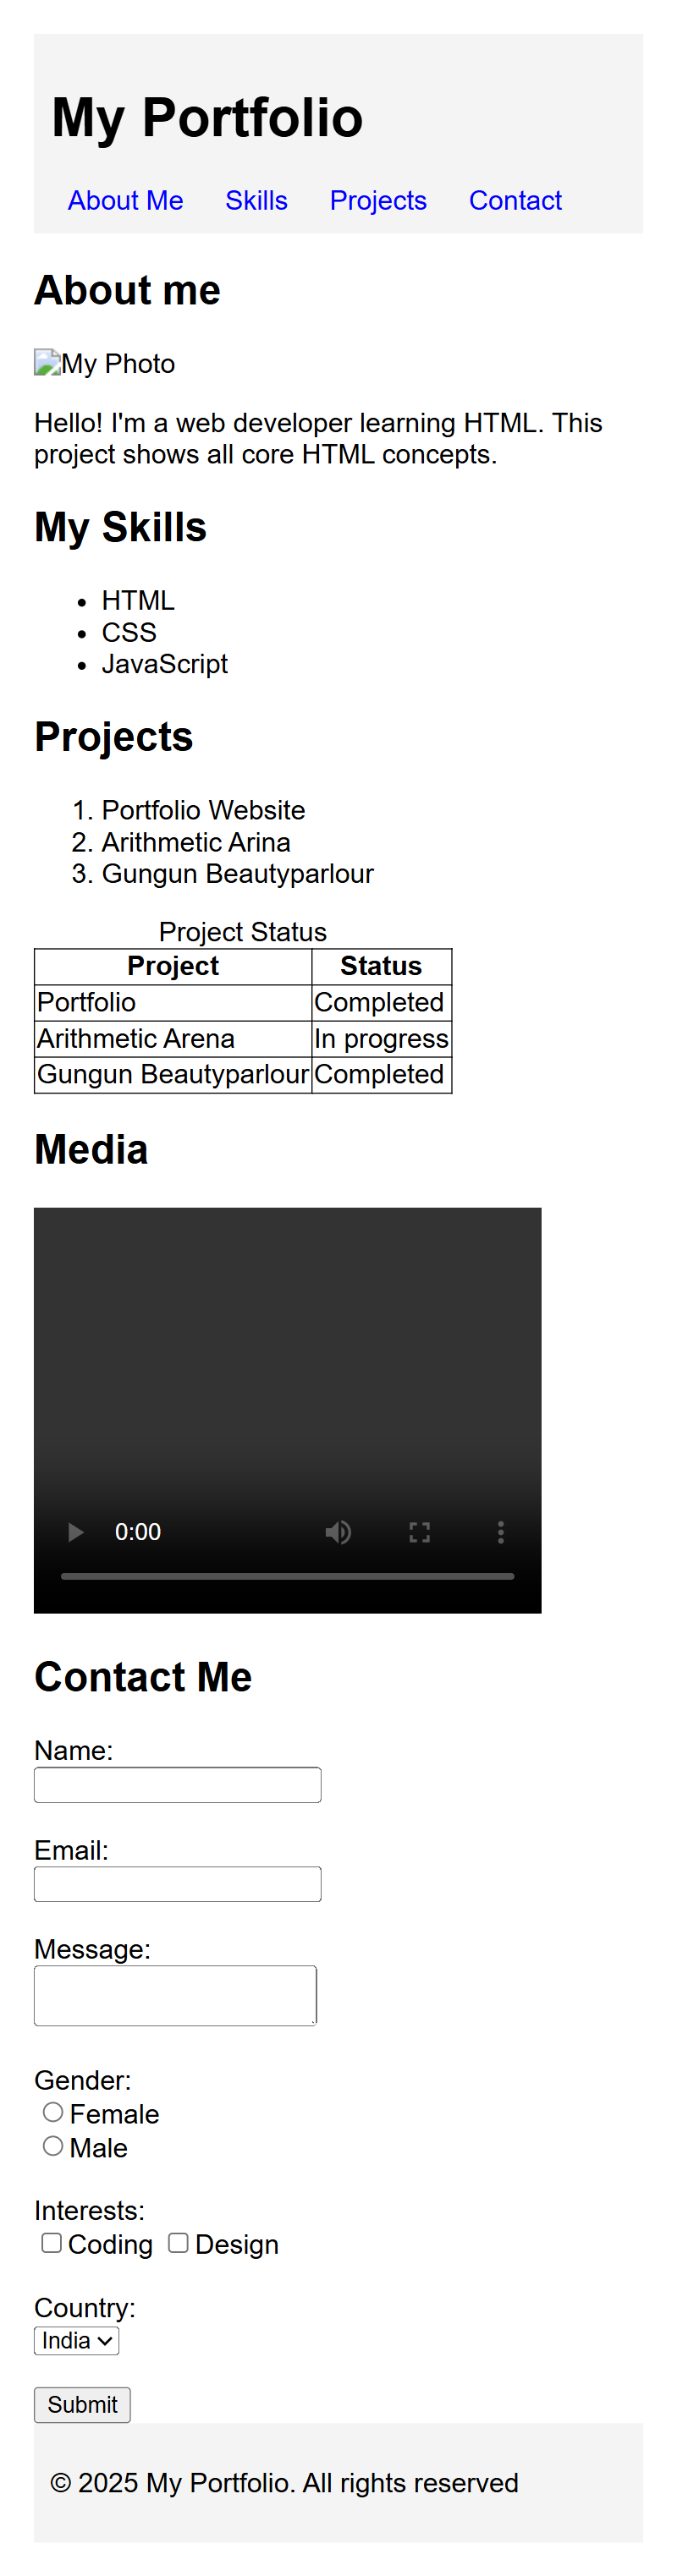 My Portfolio
About Me Skills Projects Contact
About me
My Photo
Hello! I'm a web developer learning HTML. This
project shows all core HTML concepts.
My Skills
• HTML
• CSS
• JavaScript
Projects
1. Portfolio Website
2. Arithmetic Arina
3. Gungun Beautyparlour
Project Status
Project Status
Portfolio Completed
Arithmetic Arena In progress
Gungun Beautyparlour Completed
Media
0:00
Contact Me
Name:
Email:
Message:
Gender:
Female
Male
Interests:
Coding Design
Country:
India
Submit
© 2025 My Portfolio. All rights reserved